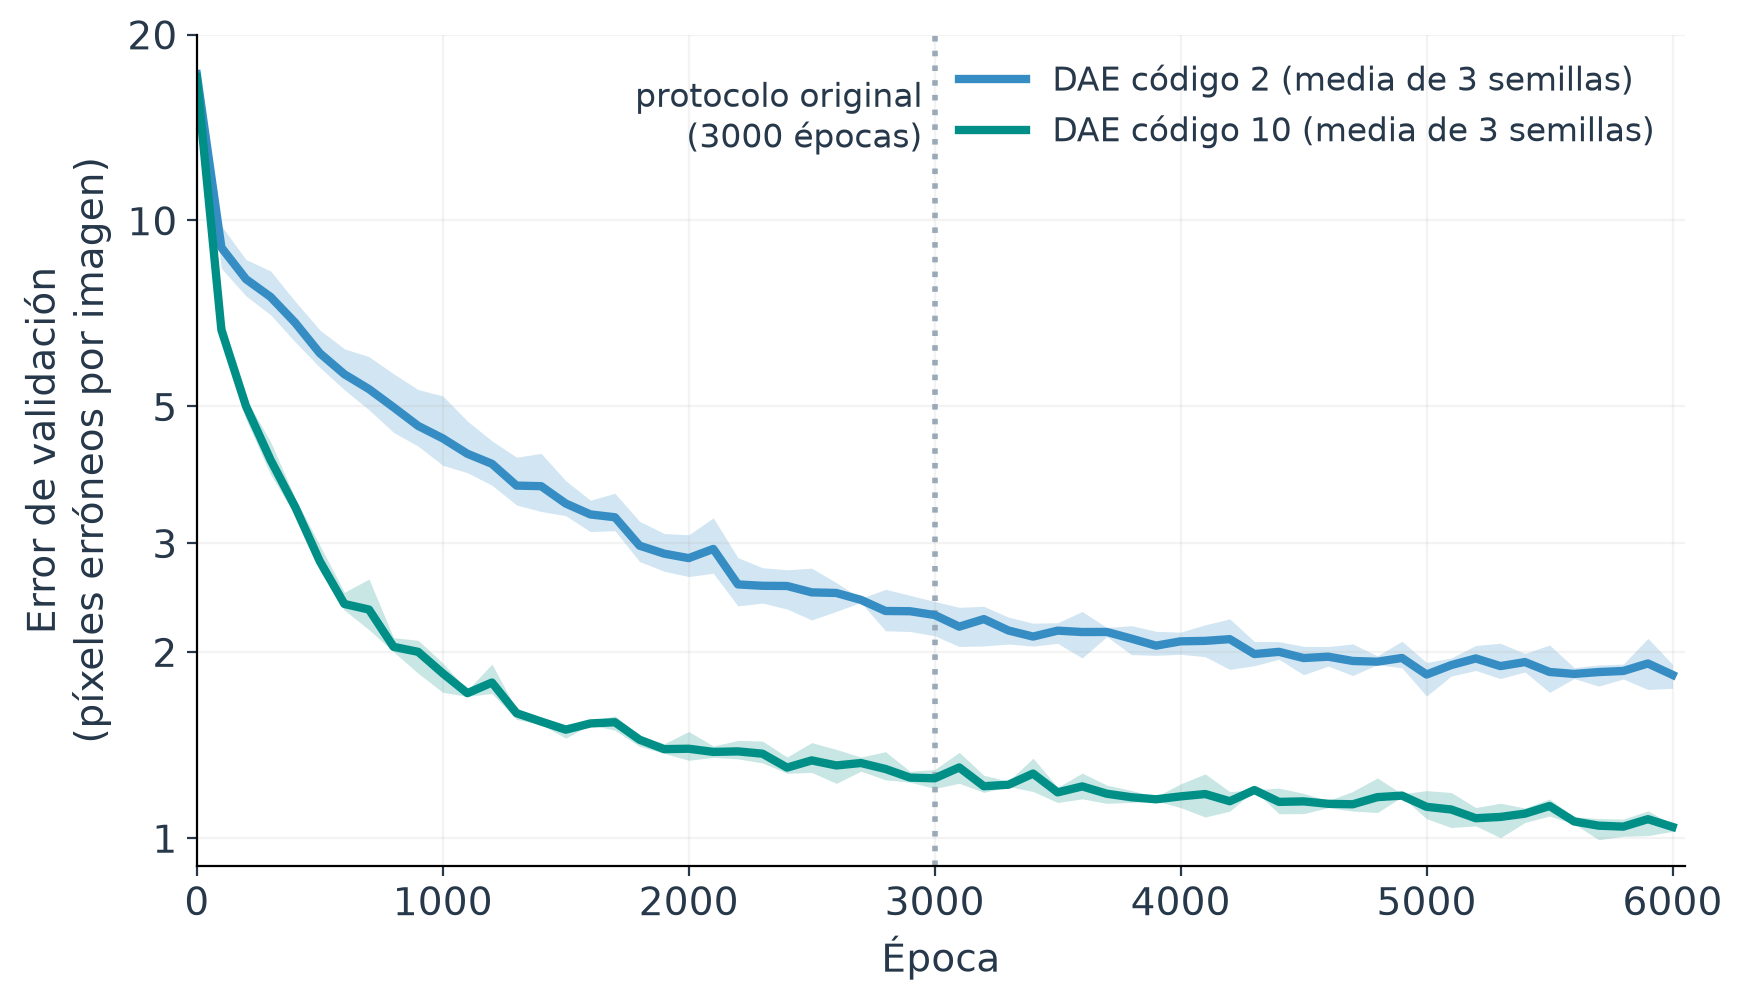 20
10
5
3
2
1
Error de validación
(píxeles erróneos por imagen)
protocolo original
(3000 épocas)
DAE código 2 (media de 3 semillas)
DAE código 10 (media de 3 semillas)
0 1000 2000 3000 4000 5000 6000
Época